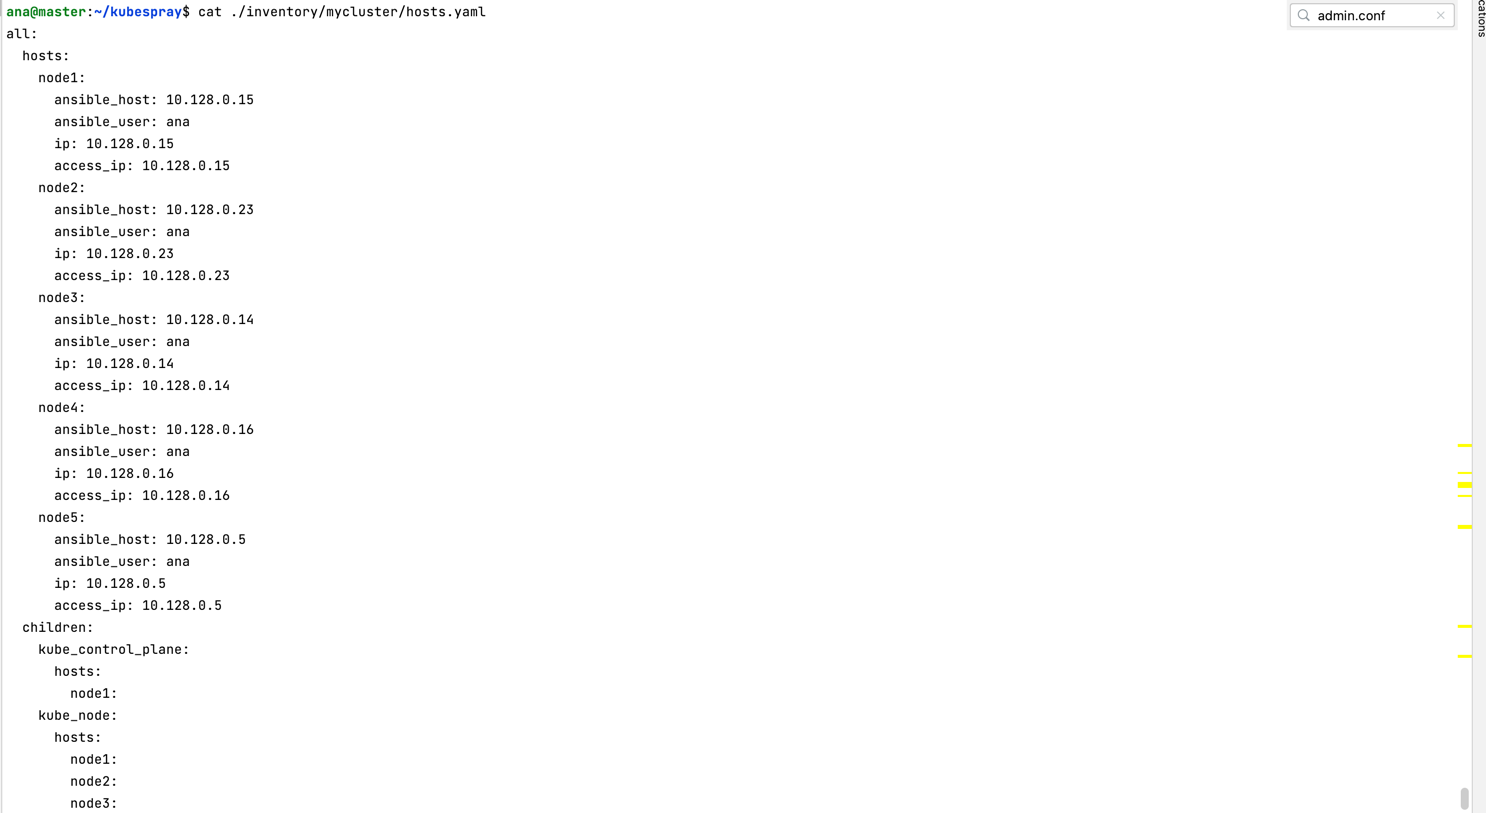 ana@master:~/kubespray$ cat ./inventory/mycluster/hosts.yaml
admin.conf
cations
all:
  hosts:
    node1:
      ansible_host: 10.128.0.15
      ansible_user: ana
      ip: 10.128.0.15
      access_ip: 10.128.0.15
    node2:
      ansible_host: 10.128.0.23
      ansible_user: ana
      ip: 10.128.0.23
      access_ip: 10.128.0.23
    node3:
      ansible_host: 10.128.0.14
      ansible_user: ana
      ip: 10.128.0.14
      access_ip: 10.128.0.14
    node4:
      ansible_host: 10.128.0.16
      ansible_user: ana
      ip: 10.128.0.16
      access_ip: 10.128.0.16
    node5:
      ansible_host: 10.128.0.5
      ansible_user: ana
      ip: 10.128.0.5
      access_ip: 10.128.0.5
  children:
    kube_control_plane:
      hosts:
        node1:
    kube_node:
      hosts:
        node1:
        node2:
        node3: